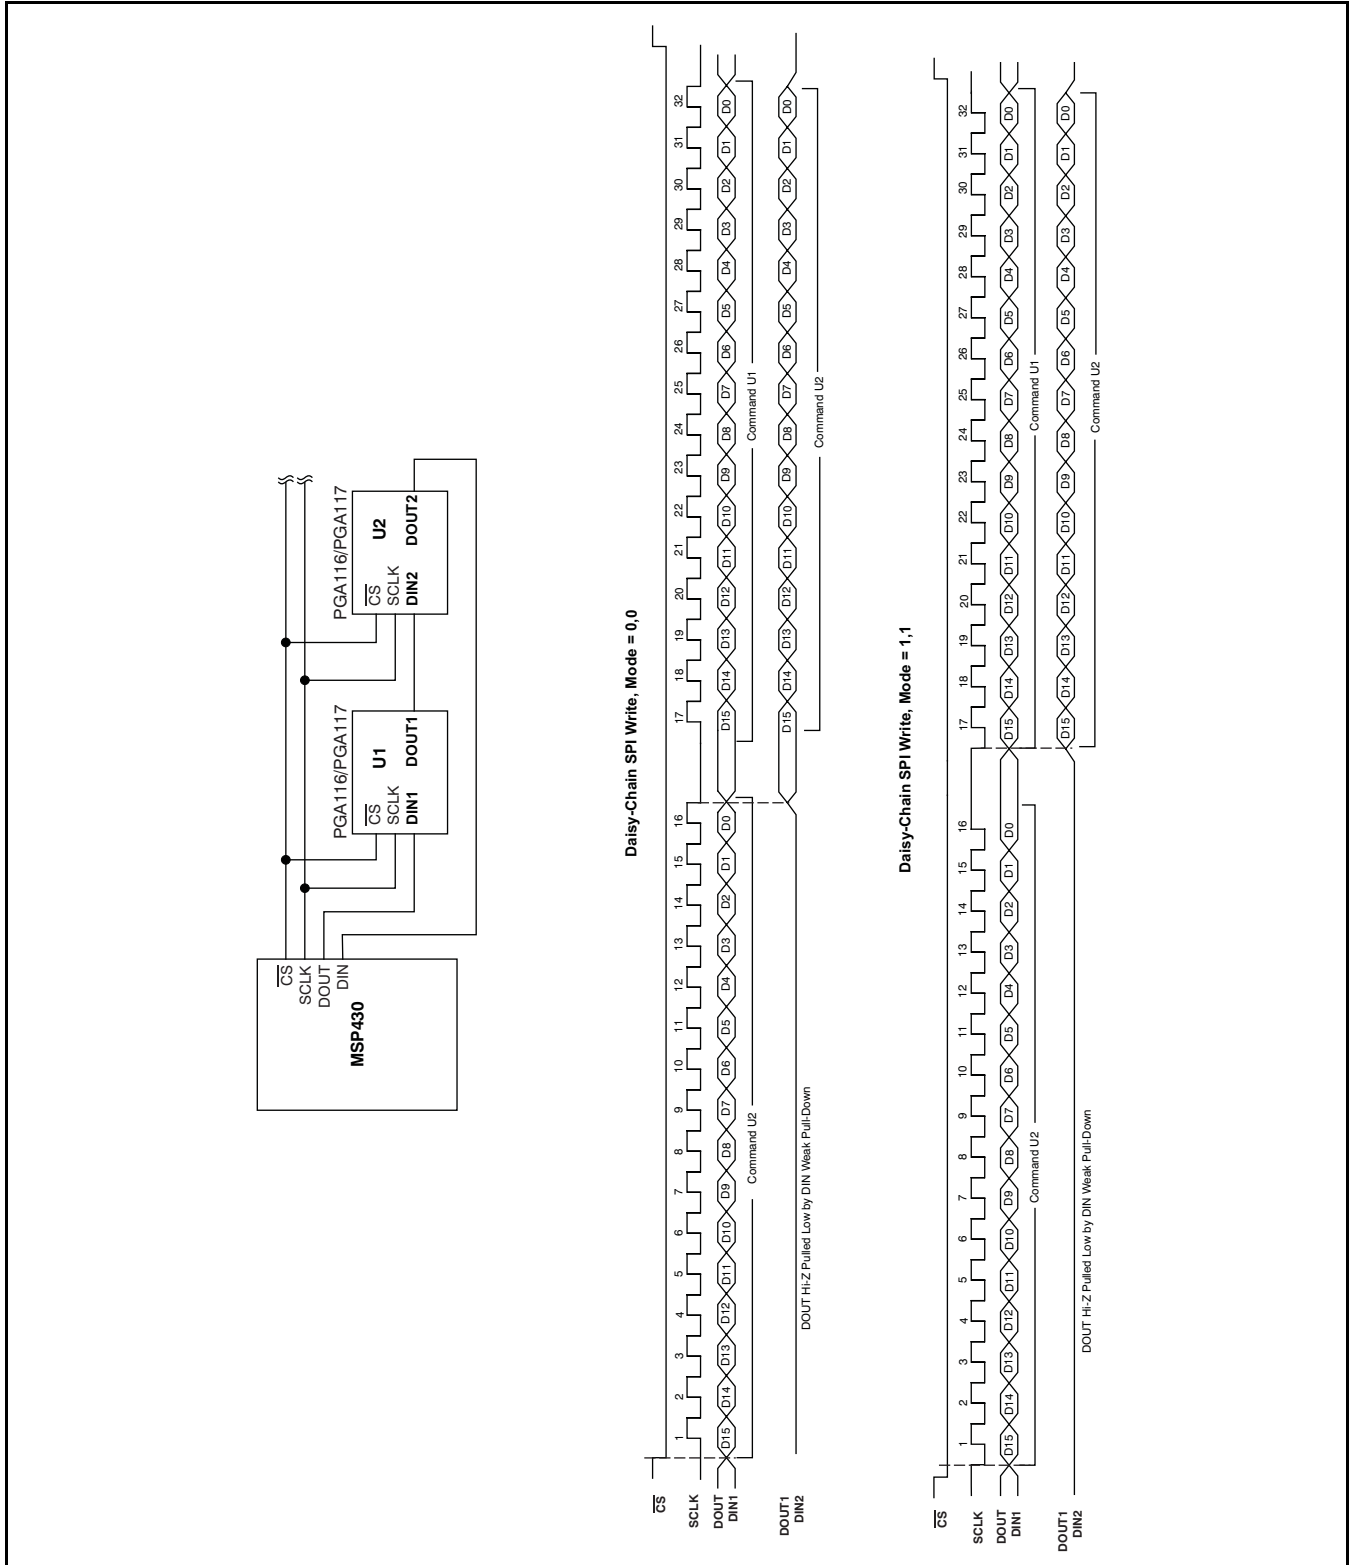 MSP430
CS
SCLK
DOUT
DIN
PGA116/PGA117
U1
CS
SCLK
DIN1
DOUT1
PGA116/PGA117
U2
CS
SCLK
DIN2
DOUT2
Daisy-Chain SPI Write, Mode = 0,0
CS
SCLK
1 2 3 4 5 6 7 8 9 10 11 12 13 14 15 16 17 18 19 20 21 22 23 24 25 26 27 28 29 30 31 32
DOUT
DIN1
D15 D14 D13 D12 D11 D10 D9 D8 D7 D6 D5 D4 D3 D2 D1 D0 D15 D14 D13 D12 D11 D10 D9 D8 D7 D6 D5 D4 D3 D2 D1 D0
Command U2
Command U1
DOUT1
DIN2
D15 D14 D13 D12 D11 D10 D9 D8 D7 D6 D5 D4 D3 D2 D1 D0
DOUT Hi-Z Pulled Low by DIN Weak Pull-Down
Command U2
Daisy-Chain SPI Write, Mode = 1,1
CS
SCLK
1 2 3 4 5 6 7 8 9 10 11 12 13 14 15 16 17 18 19 20 21 22 23 24 25 26 27 28 29 30 31 32
DOUT
DIN1
D15 D14 D13 D12 D11 D10 D9 D8 D7 D6 D5 D4 D3 D2 D1 D0 D15 D14 D13 D12 D11 D10 D9 D8 D7 D6 D5 D4 D3 D2 D1 D0
Command U2
Command U1
DOUT1
DIN2
D15 D14 D13 D12 D11 D10 D9 D8 D7 D6 D5 D4 D3 D2 D1 D0
DOUT Hi-Z Pulled Low by DIN Weak Pull-Down
Command U2